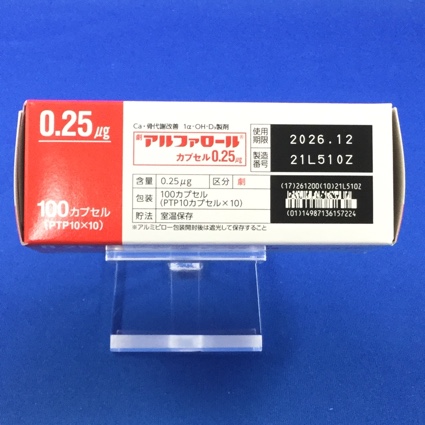 0.25μg
100カプセル
(PTP10×10)
Ca・骨代謝改善 1α-OH-D₃製剤
劇 アルファロール®
カプセル0.25μg
含量 0.25μg 区分 劇
包装 100カプセル
(PTP10カプセル×10)
貯法 室温保存
*アルミピロー包装開封後は遮光して保存すること
使用
期限 2026.12
製造
番号 21L510Z
(17)261200(10)21L510Z
(01)14987136157224